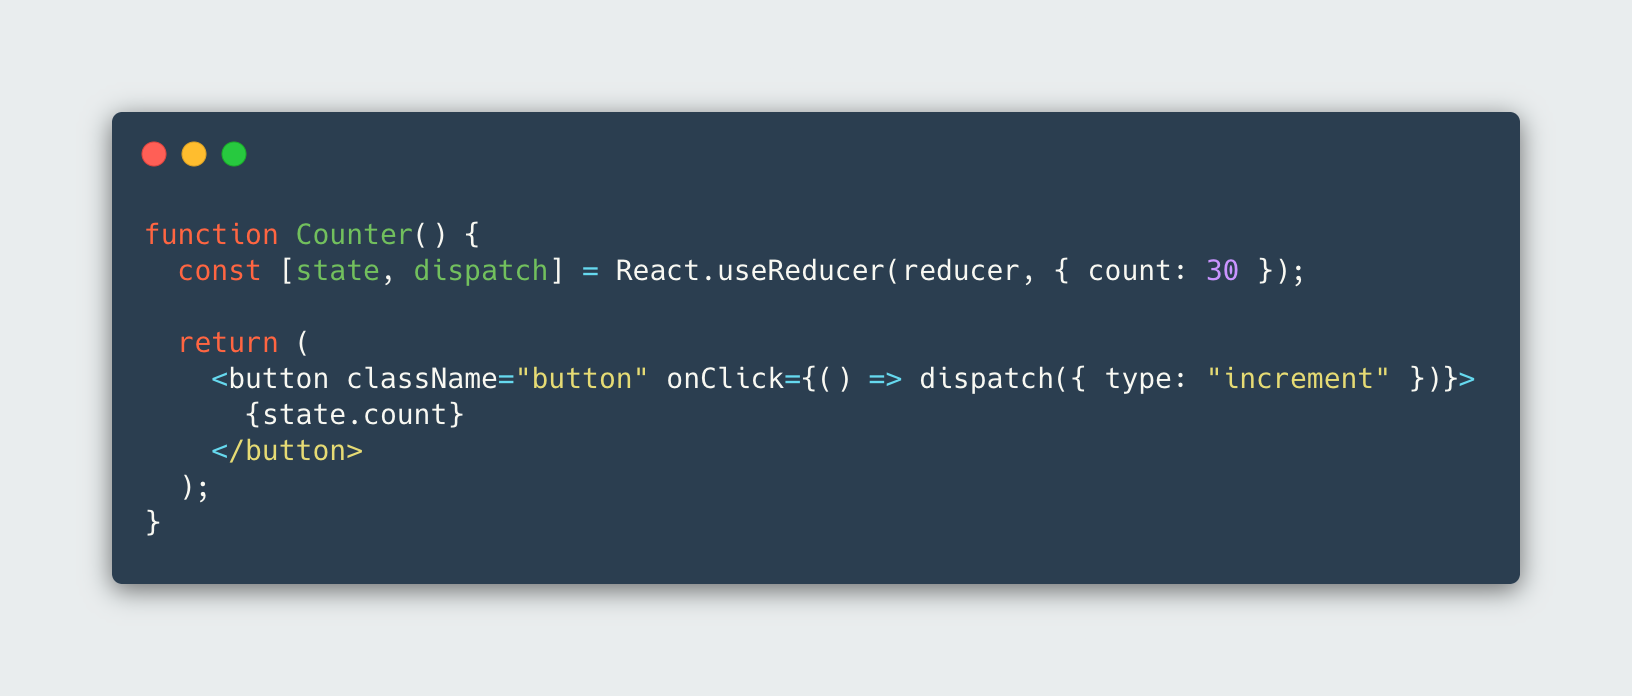 function Counter() {
  const [state, dispatch] = React.useReducer(reducer, { count: 30 });

  return (
    <button className="button" onClick={() => dispatch({ type: "increment" })}>
      {state.count}
    </button>
  );
}